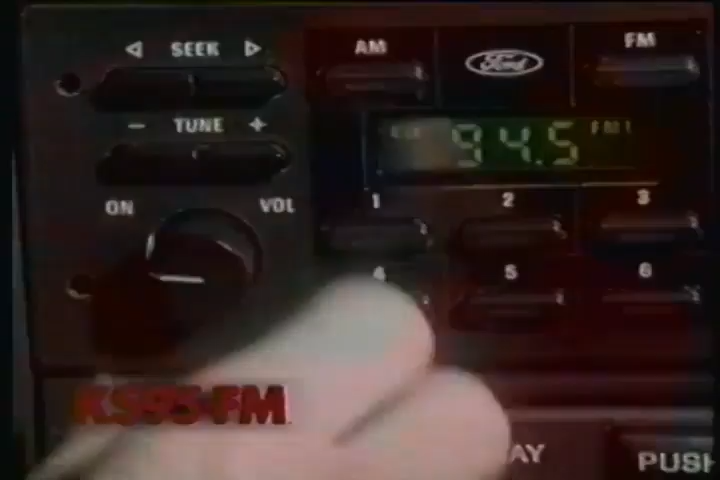 SEEK
AM
Ford
FM
- TUNE +
94.5
FM1
ON
VOL
1
2
3
4
5
6
KS95-FM
AY
PUSH